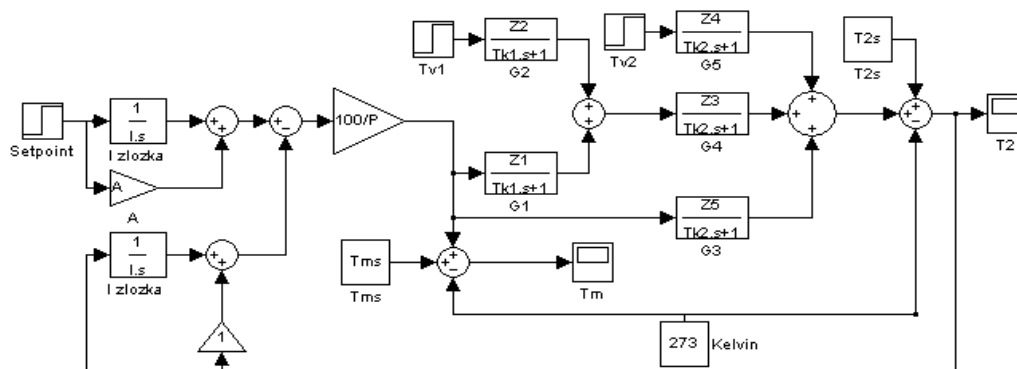 Z2
Tk1.s+1
G2
Tv1
Z4
Tk2.s+1
G5
Tv2
T2s
T2s
Setpoint
1
I.s
I zlozka
100/P
Z3
Tk2.s+1
G4
T2
A
A
Z1
Tk1.s+1
G1
Z5
Tk2.s+1
G3
1
I.s
I zlozka
Tms
Tms
Tm
1
273
Kelvin